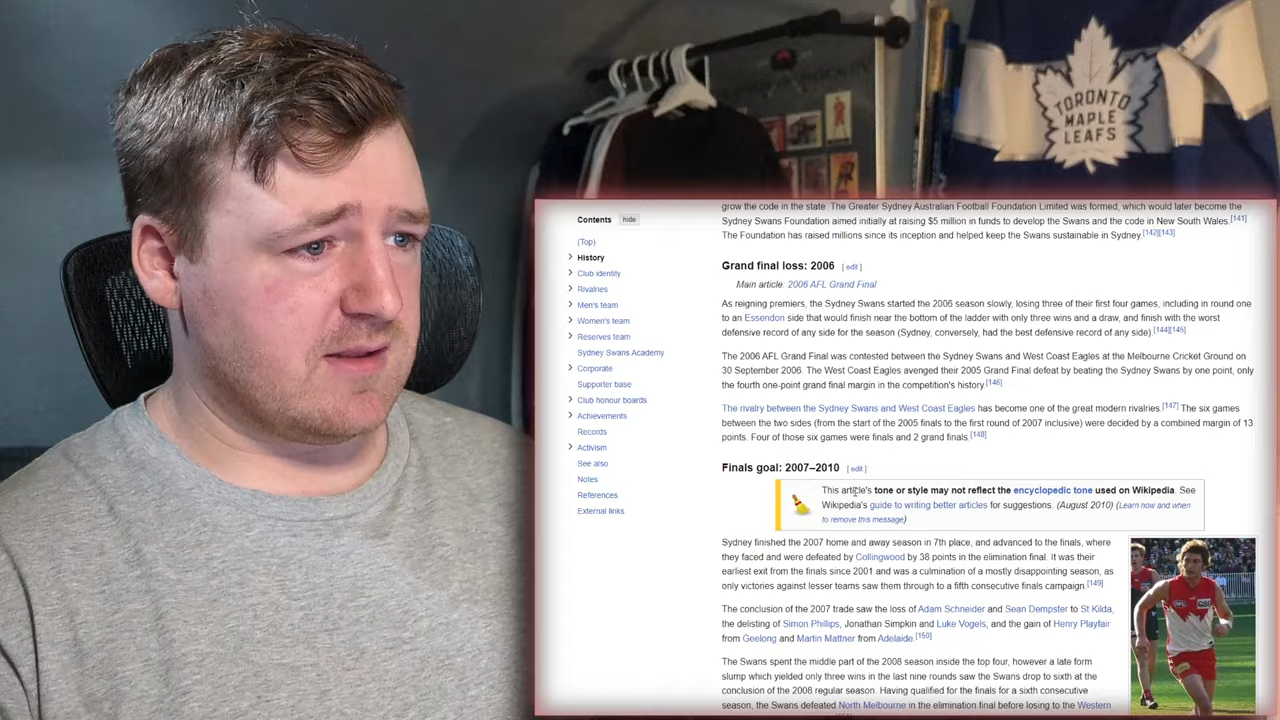 TORONTO
MAPLE
LEAFS
Contents hide
(Top)
History
Club identity
Rivalries
Men's team
Women's team
Reserves team
Sydney Swans Academy
Corporate
Supporter base
Club honour boards
Achievements
Records
Activism
See also
Notes
References
External links
grow the code in the state. The Greater Sydney Australian Football Foundation Limited was formed, which would later become the
Sydney Swans Foundation aimed initially at raising $5 million in funds to develop the Swans and the code in New South Wales.[141]
The Foundation has raised millions since its inception and helped keep the Swans sustainable in Sydney.[142][143]
Grand final loss: 2006 [ edit ]
Main article: 2006 AFL Grand Final
As reigning premiers, the Sydney Swans started the 2006 season slowly, losing three of their first four games, including in round one
to an Essendon side that would finish near the bottom of the ladder with only three wins and a draw, and finish with the worst
defensive record of any side for the season (Sydney, conversely, had the best defensive record of any side).[144][145]
The 2006 AFL Grand Final was contested between the Sydney Swans and West Coast Eagles at the Melbourne Cricket Ground on
30 September 2006. The West Coast Eagles avenged their 2005 Grand Final defeat by beating the Sydney Swans by one point, only
the fourth one-point grand final margin in the competition's history.[146]
The rivalry between the Sydney Swans and West Coast Eagles has become one of the great modern rivalries.[147] The six games
between the two sides (from the start of the 2005 finals to the first round of 2007 inclusive) were decided by a combined margin of 13
points. Four of those six games were finals and 2 grand finals.[148]
Finals goal: 2007–2010 [ edit ]
This article's tone or style may not reflect the encyclopedic tone used on Wikipedia. See
Wikipedia's guide to writing better articles for suggestions. (August 2010) (Learn how and when
to remove this message)
Sydney finished the 2007 home and away season in 7th place, and advanced to the finals, where
they faced and were defeated by Collingwood by 38 points in the elimination final. It was their
earliest exit from the finals since 2001 and was a culmination of a mostly disappointing season, as
only victories against lesser teams saw them through to a fifth consecutive finals campaign.[149]
The conclusion of the 2007 trade saw the loss of Adam Schneider and Sean Dempster to St Kilda,
the delisting of Simon Phillips, Jonathan Simpkin and Luke Vogels, and the gain of Henry Playfair
from Geelong and Martin Mattner from Adelaide.[150]
The Swans spent the middle part of the 2008 season inside the top four, however a late form
slump which yielded only three wins in the last nine rounds saw the Swans drop to sixth at the
conclusion of the 2008 regular season. Having qualified for the finals for a sixth consecutive
season, the Swans defeated North Melbourne in the elimination final before losing to the Western